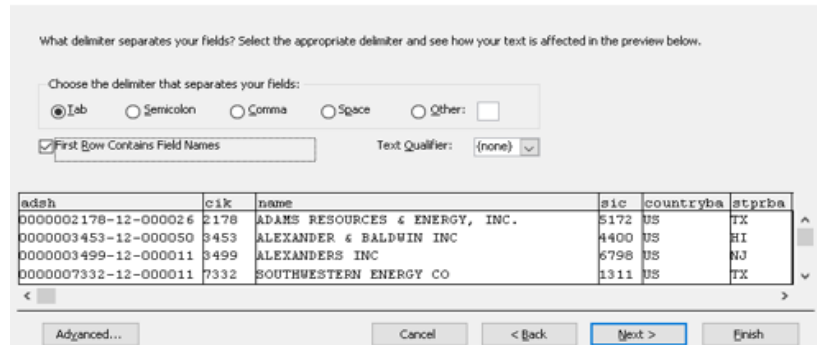 What delimiter separates your fields? Select the appropriate delimiter and see how your text is affected in the preview below.
Choose the delimiter that separates your fields:
Tab Semicolon Comma Space Other:
First Row Contains Field Names Text Qualifier: {none}
adsh cik name sic countryba stprba
0000002178-12-000026 2178 ADAMS RESOURCES & ENERGY, INC. 5172 US TX
0000003453-12-000050 3453 ALEXANDER & BALDWIN INC 4400 US HI
0000003499-12-000011 3499 ALEXANDERS INC 6798 US NJ
0000007332-12-000011 7332 SOUTHWESTERN ENERGY CO 1311 US TX
Advanced... Cancel < Back Next > Finish